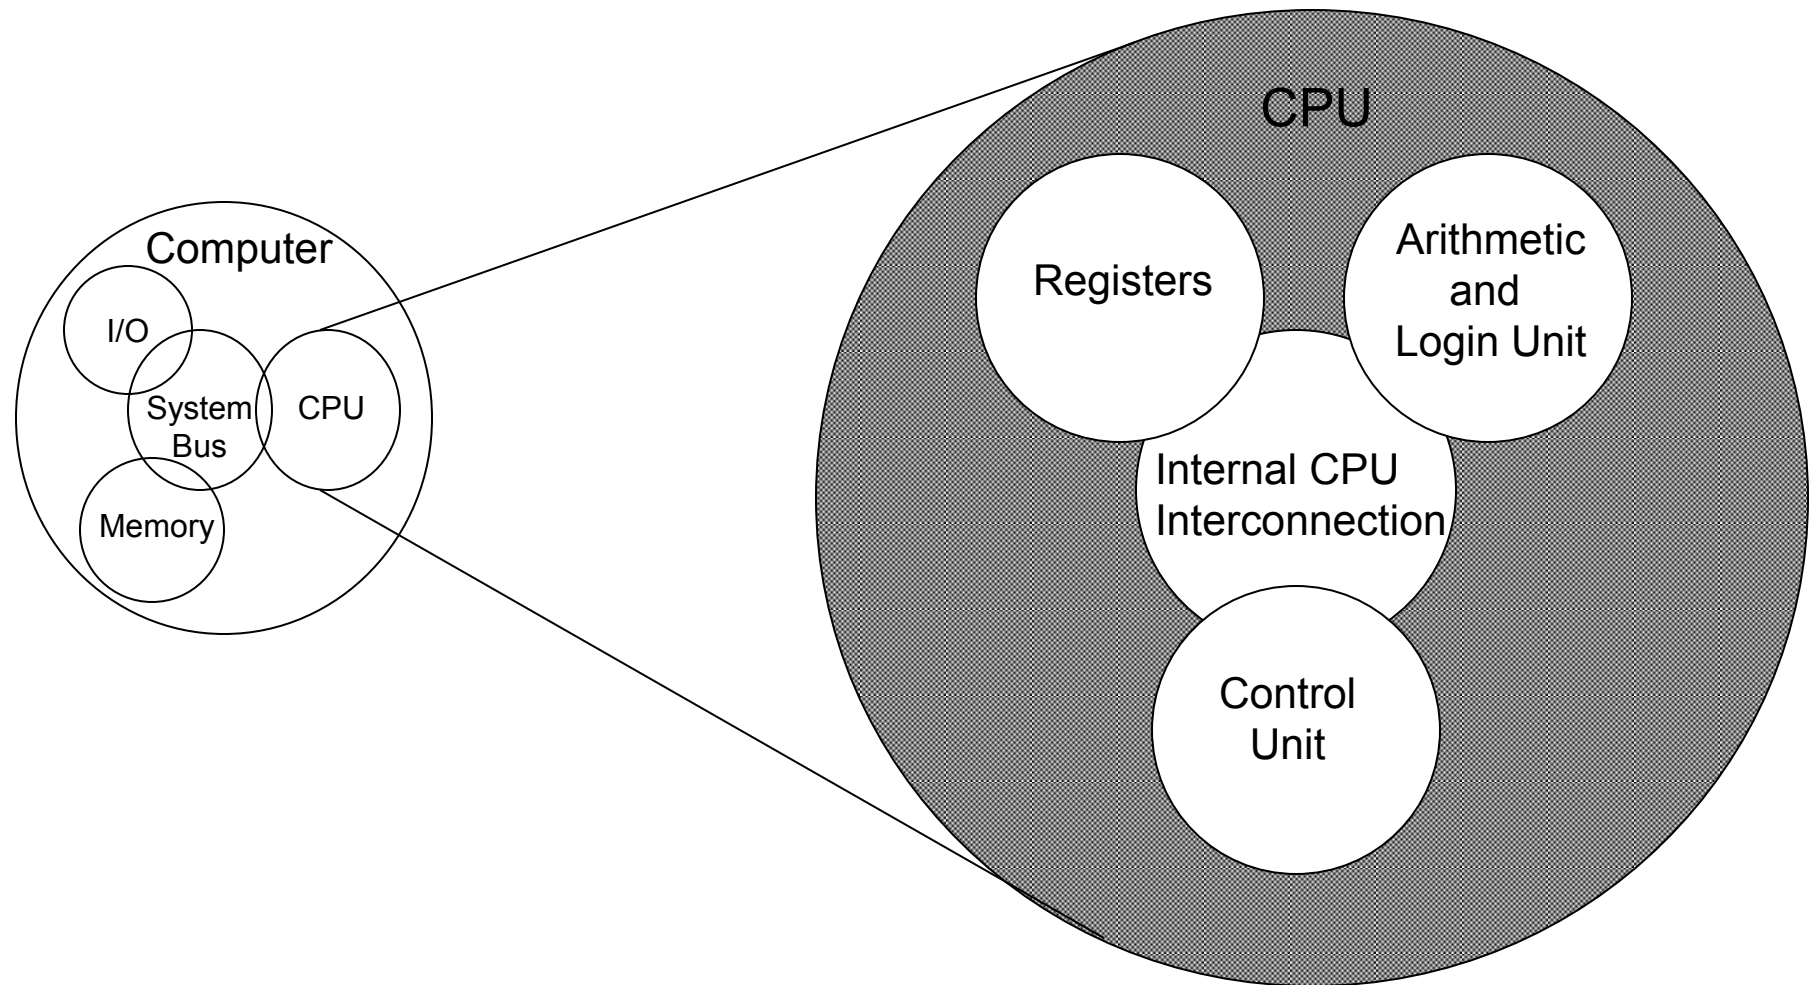 Computer
I/O
System
Bus
CPU
Memory
CPU
Registers
Arithmetic
and
Login Unit
Internal CPU
Interconnection
Control
Unit